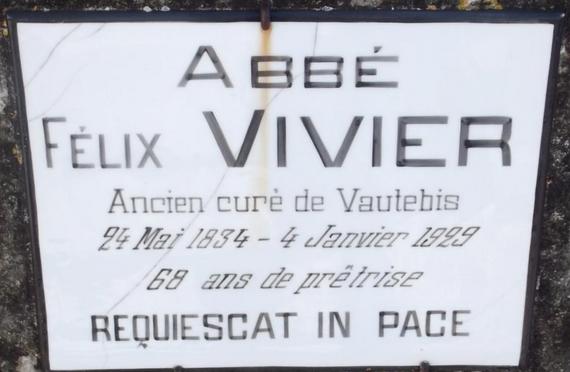 ABBÉ
FÉLIX VIVIER
Ancien curé de Vautebis
24 Mai 1834 - 4 Janvier 1929
68 ans de prêtrise
REQUIESCAT IN PACE